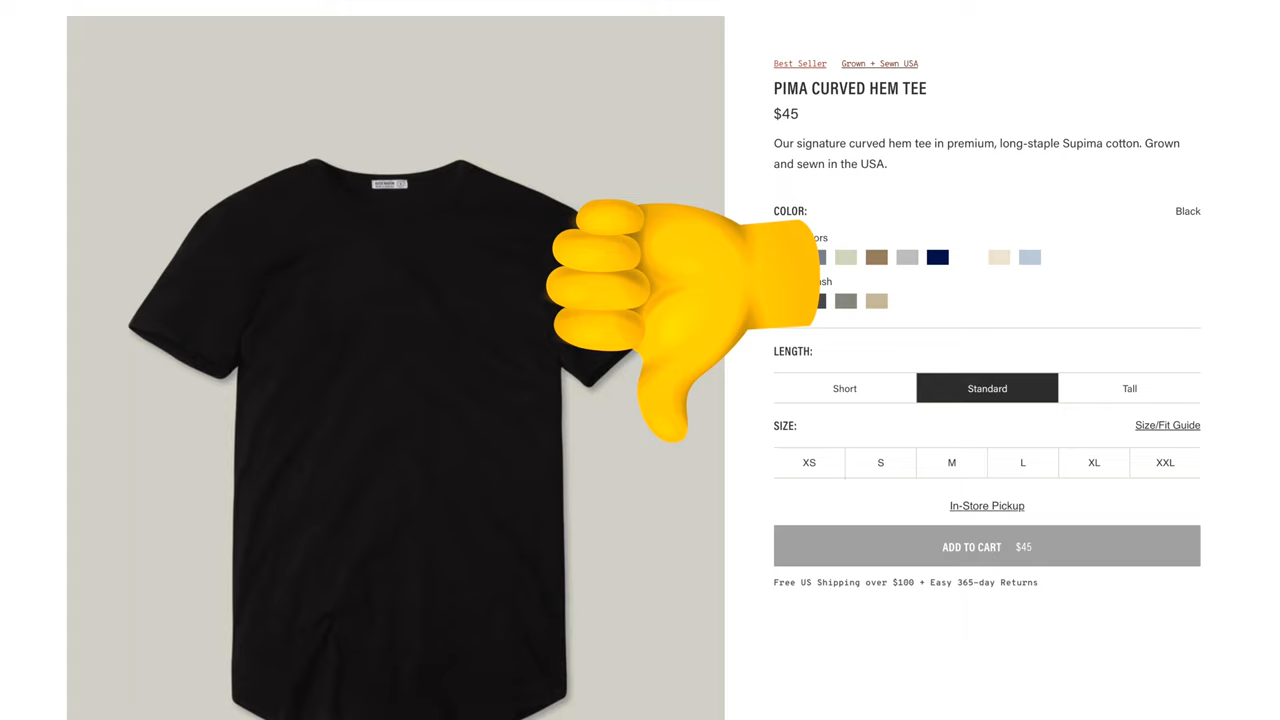 Best Seller Grown + Sewn USA
PIMA CURVED HEM TEE
$45
Our signature curved hem tee in premium, long-staple Supima cotton. Grown
and sewn in the USA.
COLOR: Black
LENGTH:
Short Standard Tall
SIZE: Size/Fit Guide
XS S M L XL XXL
In-Store Pickup
ADD TO CART $45
Free US Shipping over $100 + Easy 365-day Returns